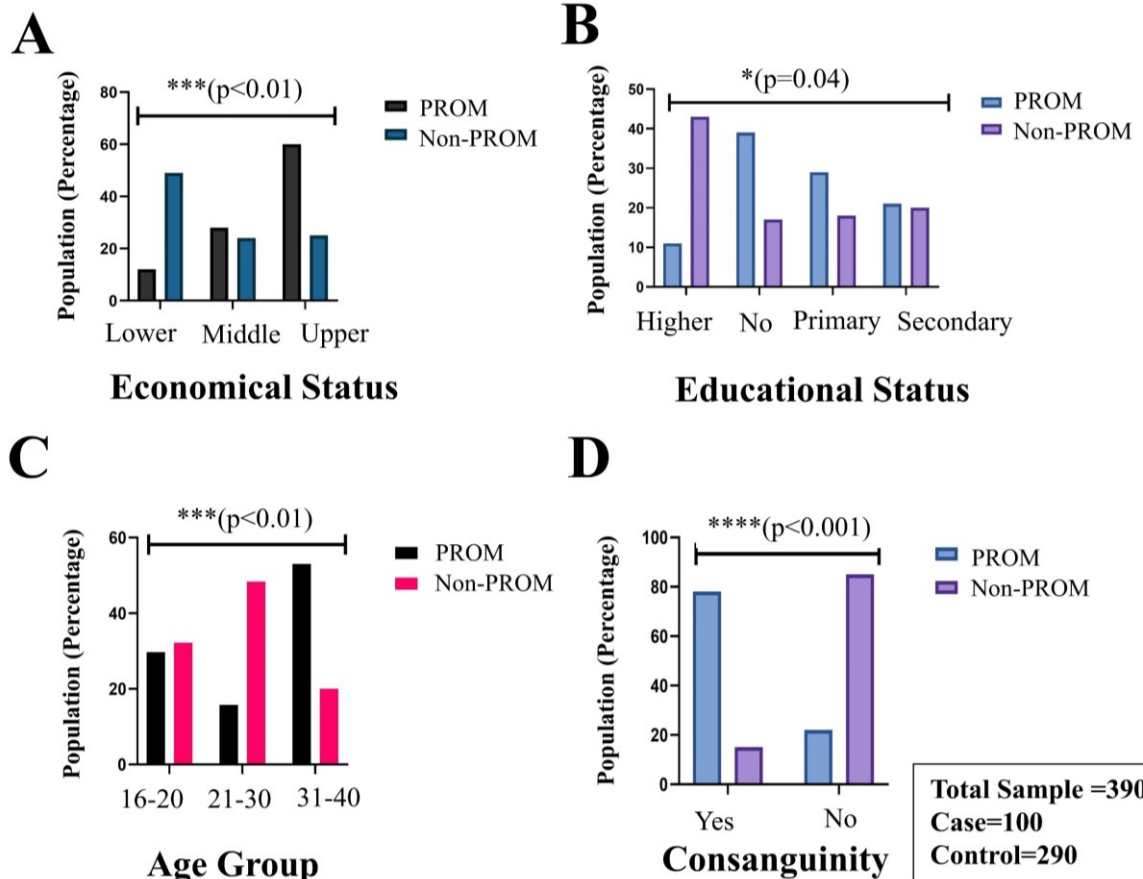 A
***(p<0.01)
PROM
Non-PROM
Population (Percentage)
80
60
40
20
0
Lower Middle Upper
Economical Status
B
*(p=0.04)
PROM
Non-PROM
Population (Percentage)
50
40
30
20
10
0
Higher No Primary Secondary
Educational Status
C
***(p<0.01)
PROM
Non-PROM
Population (Percentage)
60
40
20
0
16-20 21-30 31-40
Age Group
D
****(p<0.001)
PROM
Non-PROM
Population (Percentage)
100
80
60
40
20
0
Yes No
Consanguinity
Total Sample =390
Case=100
Control=290